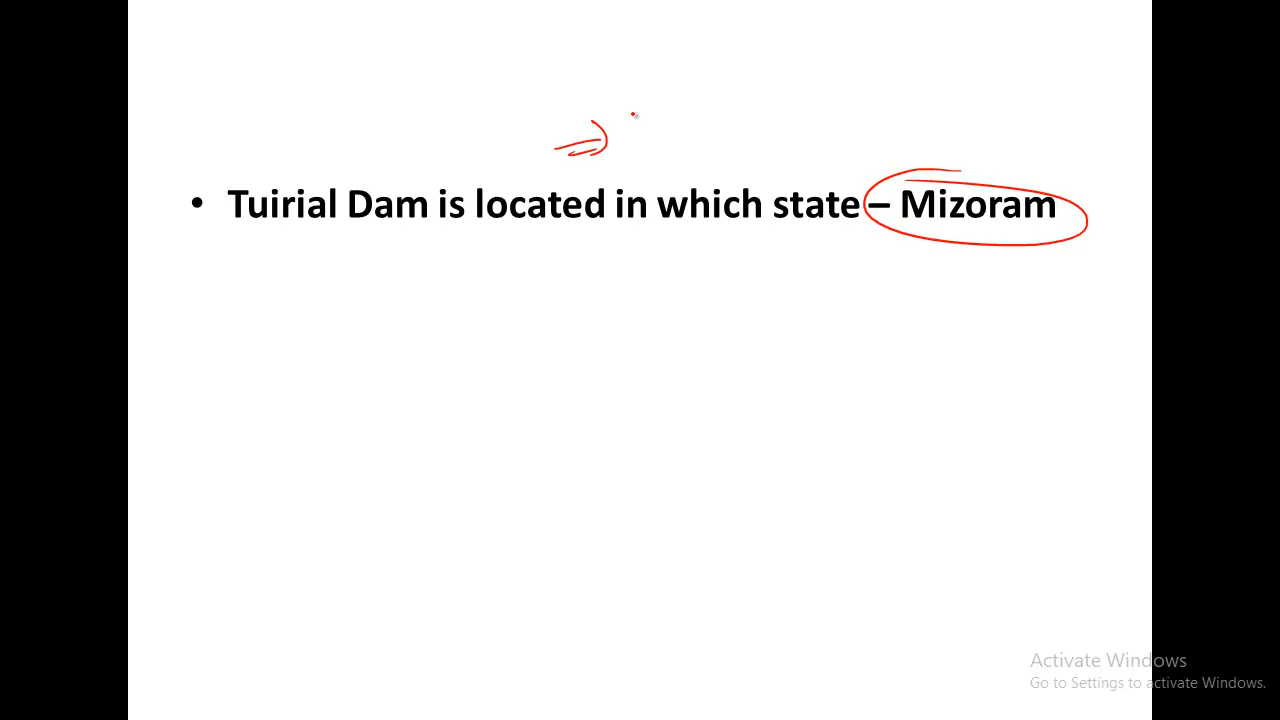 • Tuirial Dam is located in which state – Mizoram
Activate Windows
Go to Settings to activate Windows.